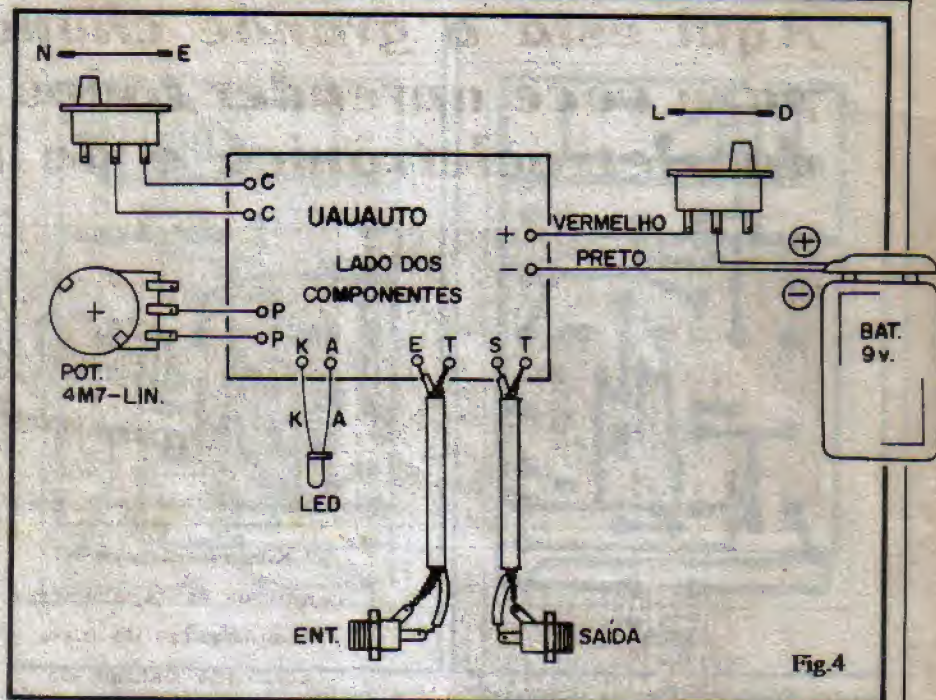 N E
L D
C
C
UAUAUTO
LADO DOS
COMPONENTES
+ VERMELHO
- PRETO
+
-
BAT.
9v.
P
P
POT.
4M7-LIN.
K A E T S T
K A
LED
ENT.
SAÍDA
Fig.4